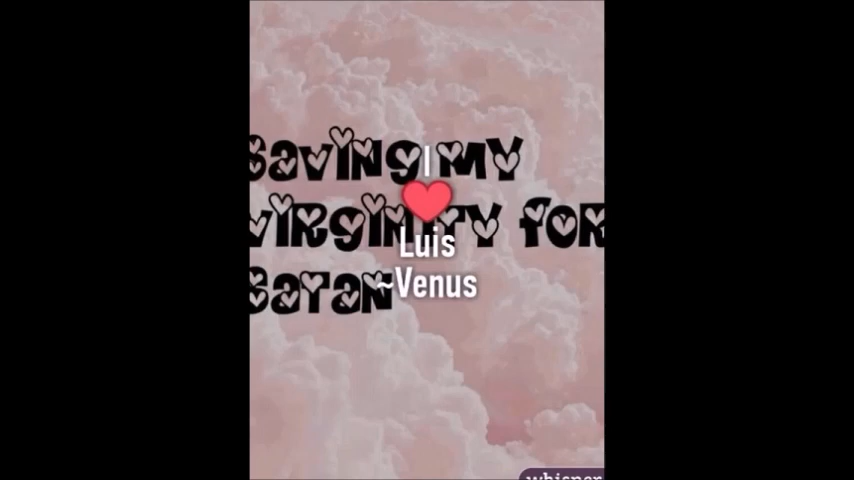 saving my
virginity for
satan
I
❤️
Luis
~Venus
whisper